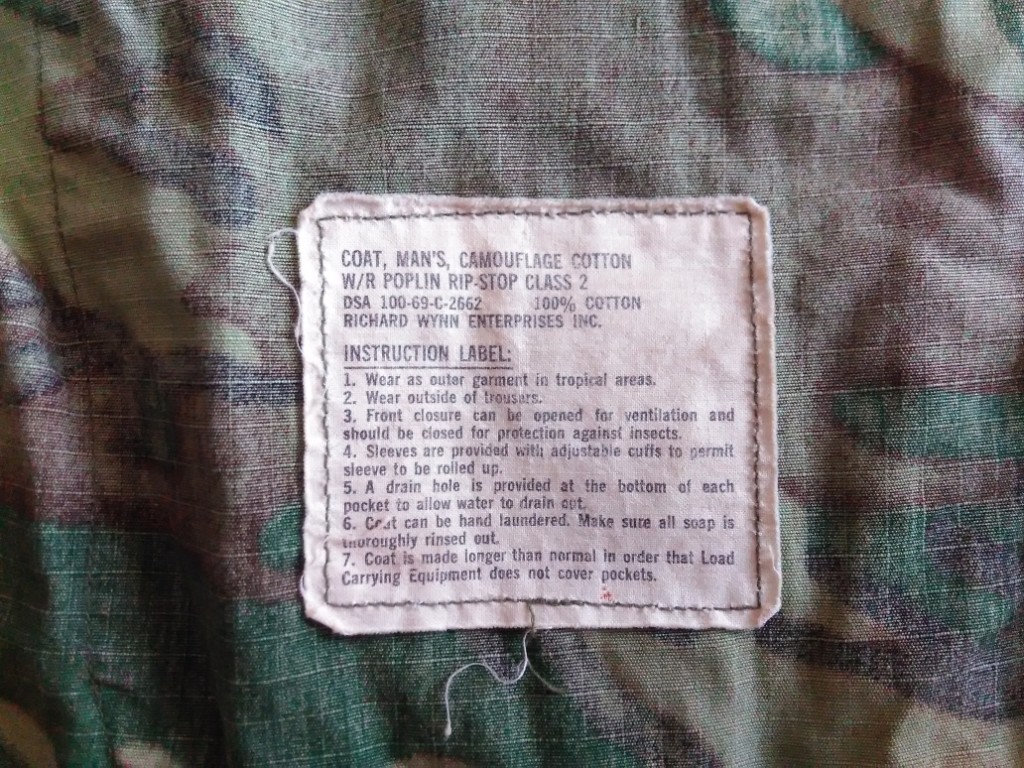 COAT, MAN'S, CAMOUFLAGE COTTON
W/R POPLIN RIP-STOP CLASS 2
DSA 100-69-C-2662 100% COTTON
RICHARD WYNN ENTERPRISES INC.
INSTRUCTION LABEL:
1. Wear as outer garment in tropical areas.
2. Wear outside of trousers.
3. Front closure can be opened for ventilation and
should be closed for protection against insects.
4. Sleeves are provided with adjustable cuffs to permit
sleeve to be rolled up.
5. A drain hole is provided at the bottom of each
pocket to allow water to drain out.
6. Coat can be hand laundered. Make sure all soap is
thoroughly rinsed out.
7. Coat is made longer than normal in order that Load
Carrying Equipment does not cover pockets.